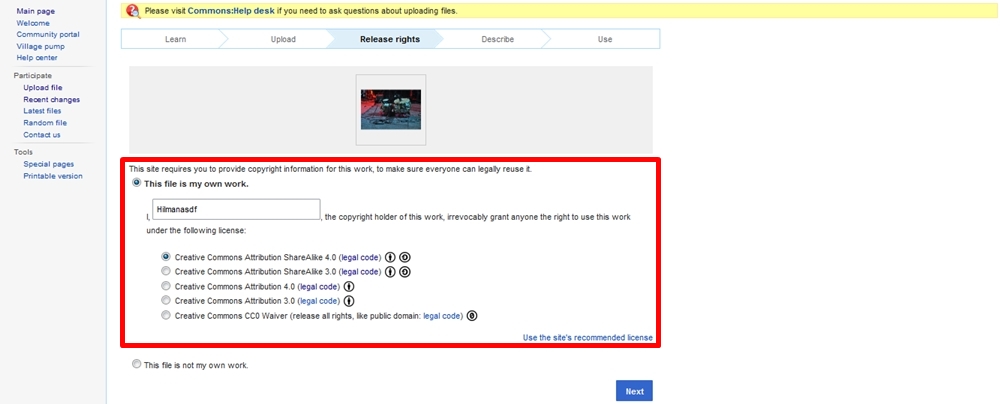 Main page
Welcome
Community portal
Village pump
Help center
Participate
Upload file
Recent changes
Latest files
Random file
Contact us
Tools
Special pages
Printable version
Please visit Commons:Help desk if you need to ask questions about uploading files.
Learn Upload Release rights Describe Use
This site requires you to provide copyright information for this work, to make sure everyone can legally reuse it.
This file is my own work.
I, Hilmanasdf, the copyright holder of this work, irrevocably grant anyone the right to use this work
under the following license:
Creative Commons Attribution ShareAlike 4.0 (legal code)
Creative Commons Attribution ShareAlike 3.0 (legal code)
Creative Commons Attribution 4.0 (legal code)
Creative Commons Attribution 3.0 (legal code)
Creative Commons CC0 Waiver (release all rights, like public domain: legal code)
Use the site's recommended license
This file is not my own work.
Next